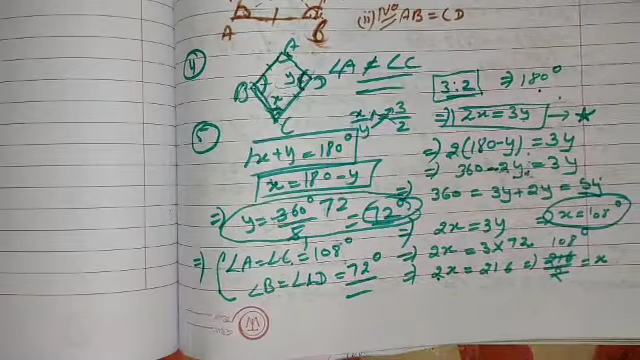 A B
(ii) No AB = CD
4
A B D C y x
∠A ≠ ∠C
3:2 ⇒ 180°
5
x/y = 3/2
⇒ 2x = 3y → ★
x + y = 180°
⇒ 2(180-y) = 3y
x = 180 - y
⇒ 360 - 2y = 3y
⇒ 360 = 3y + 2y = 5y
⇒ y = 360°/5 72 = 72°
⇒ 2x = 3y
x = 108°
⇒ ∠A = ∠C = 108°
⇒ 2x = 3×72
∠B = ∠D = 72°
⇒ 2x = 216 ⇒ 216/2 108° = x